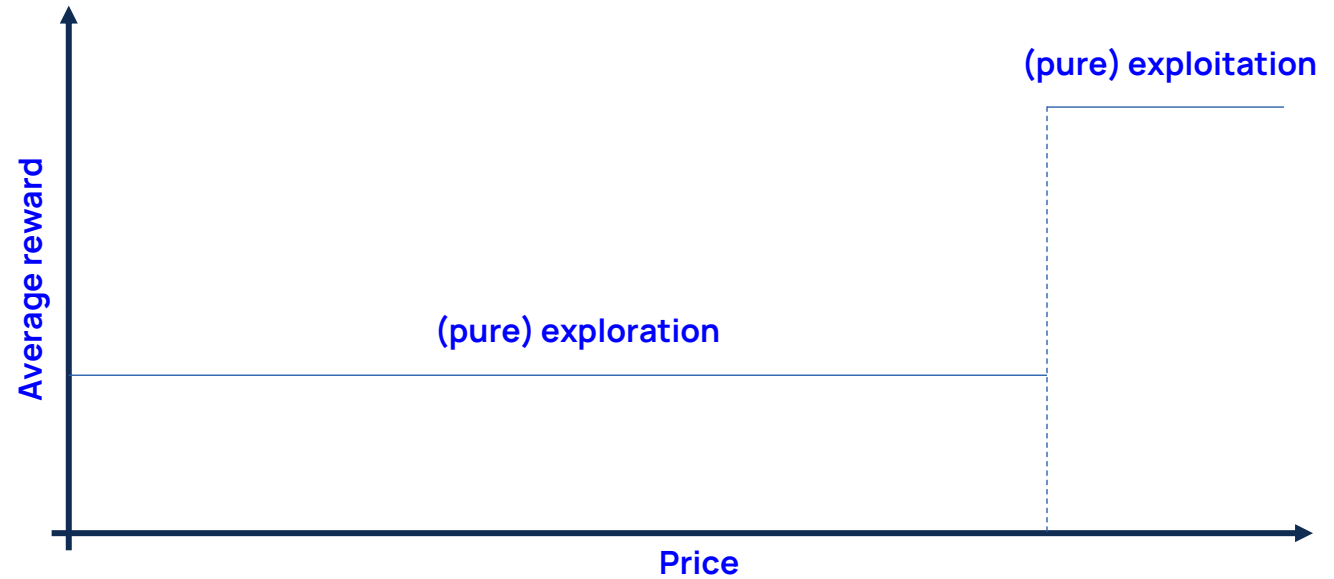 (pure) exploitation
Average reward
(pure) exploration
Price